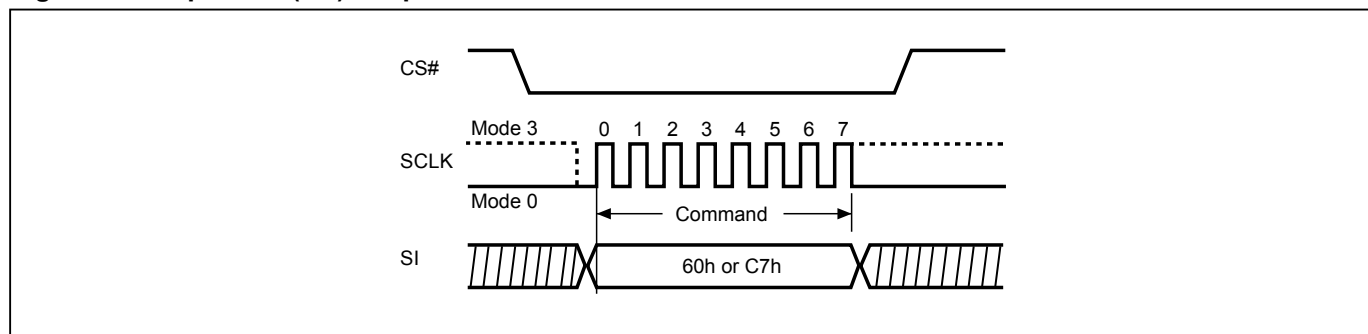 CS#
Mode 3
0 1 2 3 4 5 6 7
SCLK
Mode 0
Command
SI
60h or C7h